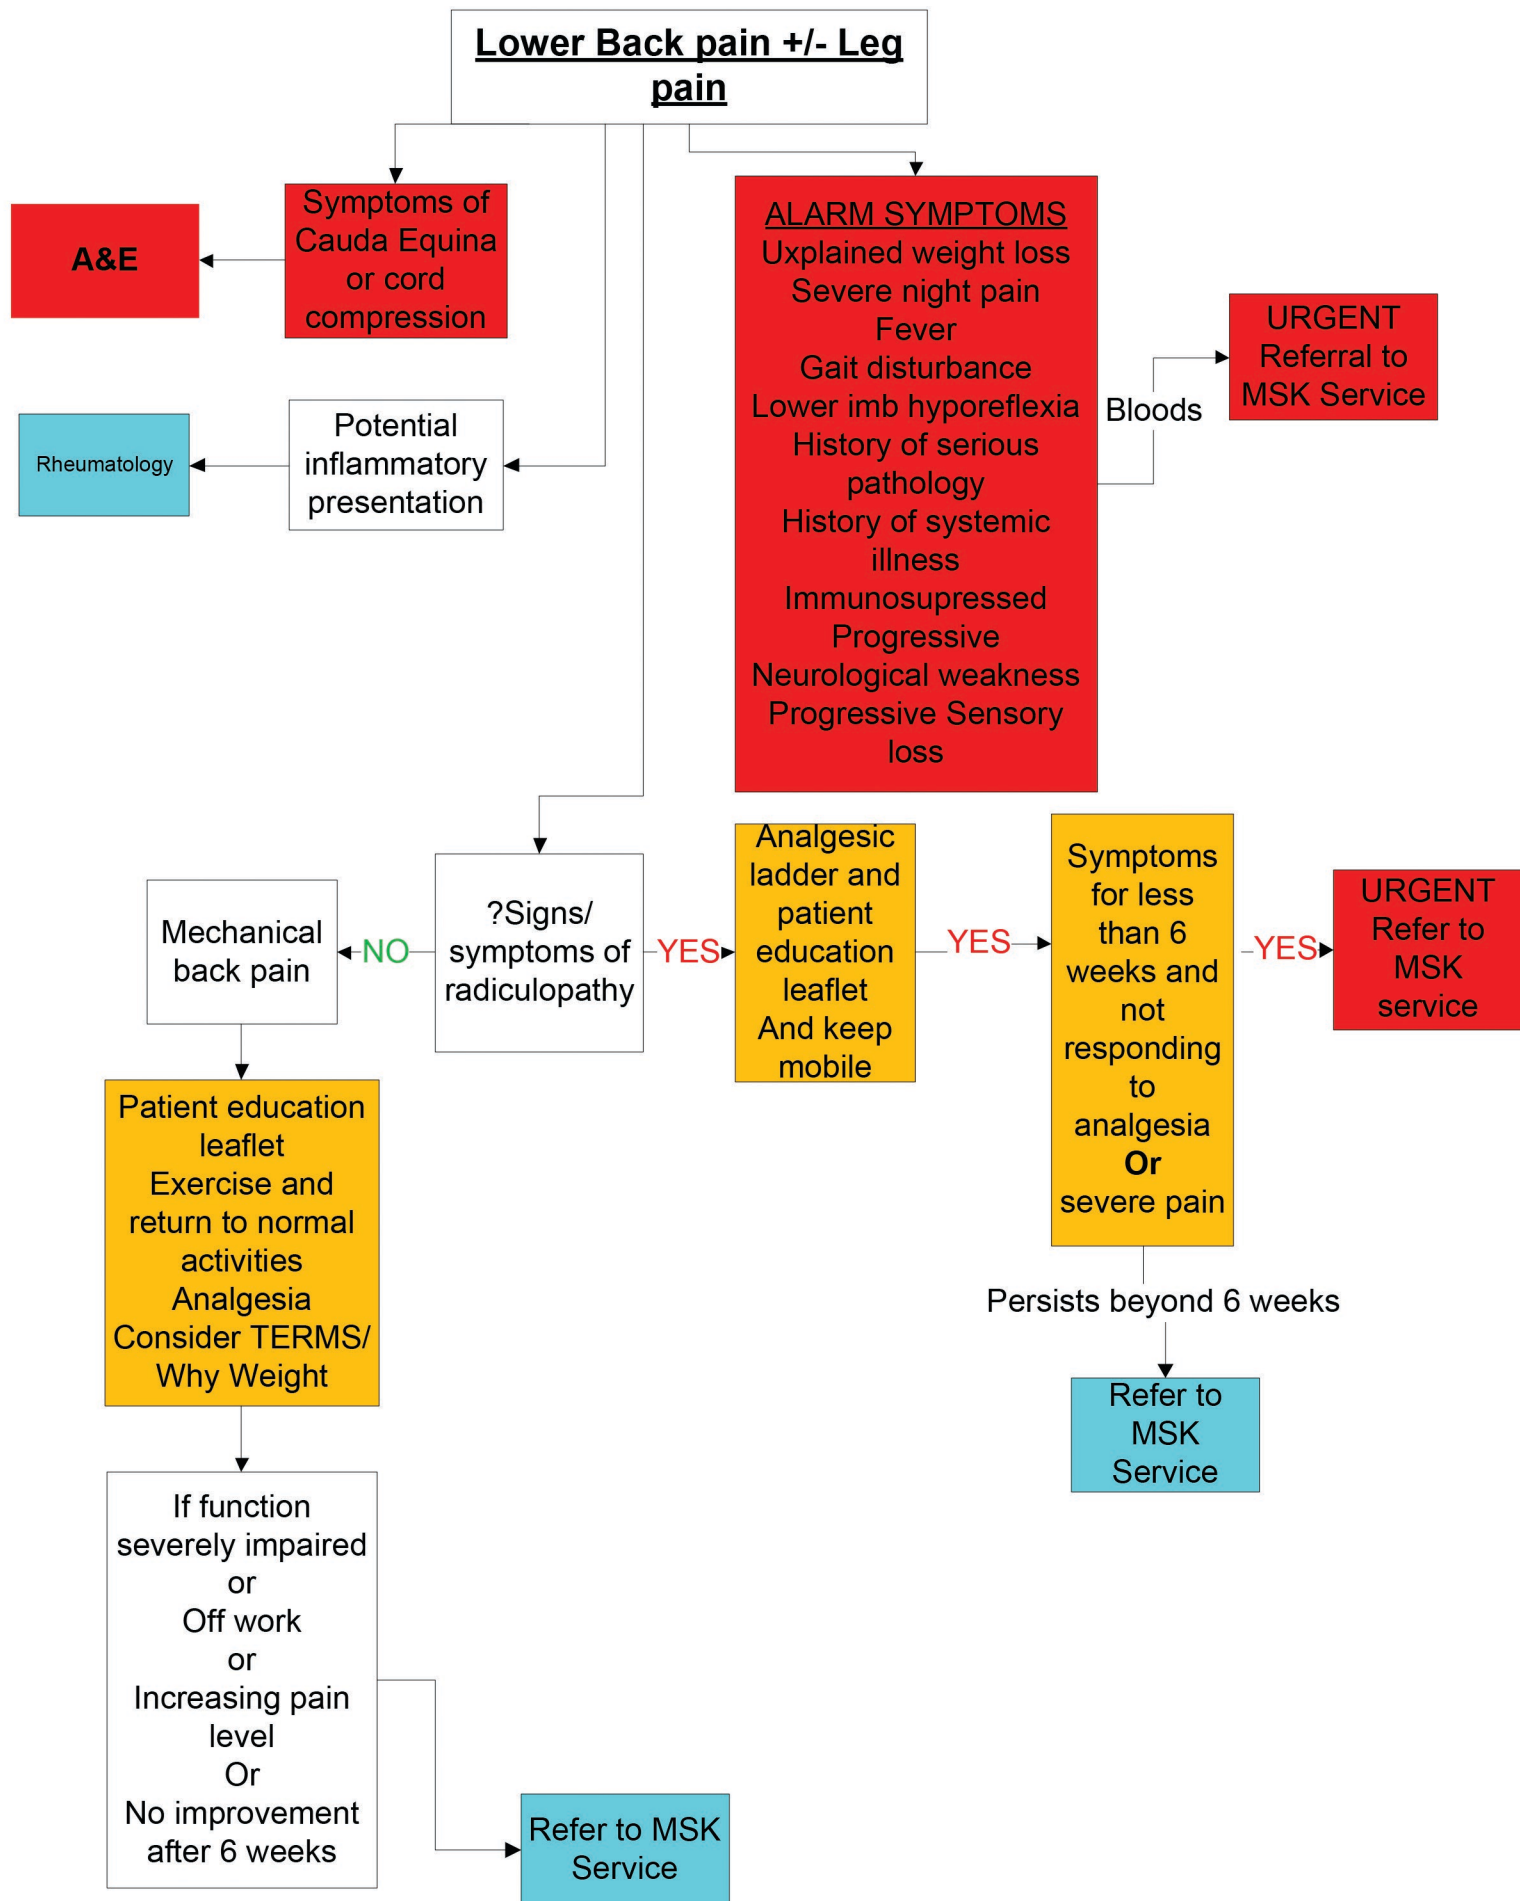 Lower Back pain +/- Leg
pain
Symptoms of
Cauda Equina
or cord
compression
A&E
ALARM SYMPTOMS
Uxplained weight loss
Severe night pain
Fever
Gait disturbance
Lower imb hyporeflexia
History of serious
pathology
History of systemic
illness
Immunosupressed
Progressive
Neurological weakness
Progressive Sensory
loss
Bloods
URGENT
Referral to
MSK Service
Potential
inflammatory
presentation
Rheumatology
?Signs/
symptoms of
radiculopathy
NO
Mechanical
back pain
YES
Analgesic
ladder and
patient
education
leaflet
And keep
mobile
YES
Symptoms
for less
than 6
weeks and
not
responding
to
analgesia
Or
severe pain
YES
URGENT
Refer to
MSK
service
Persists beyond 6 weeks
Refer to
MSK
Service
Patient education
leaflet
Exercise and
return to normal
activities
Analgesia
Consider TERMS/
Why Weight
If function
severely impaired
or
Off work
or
Increasing pain
level
Or
No improvement
after 6 weeks
Refer to MSK
Service